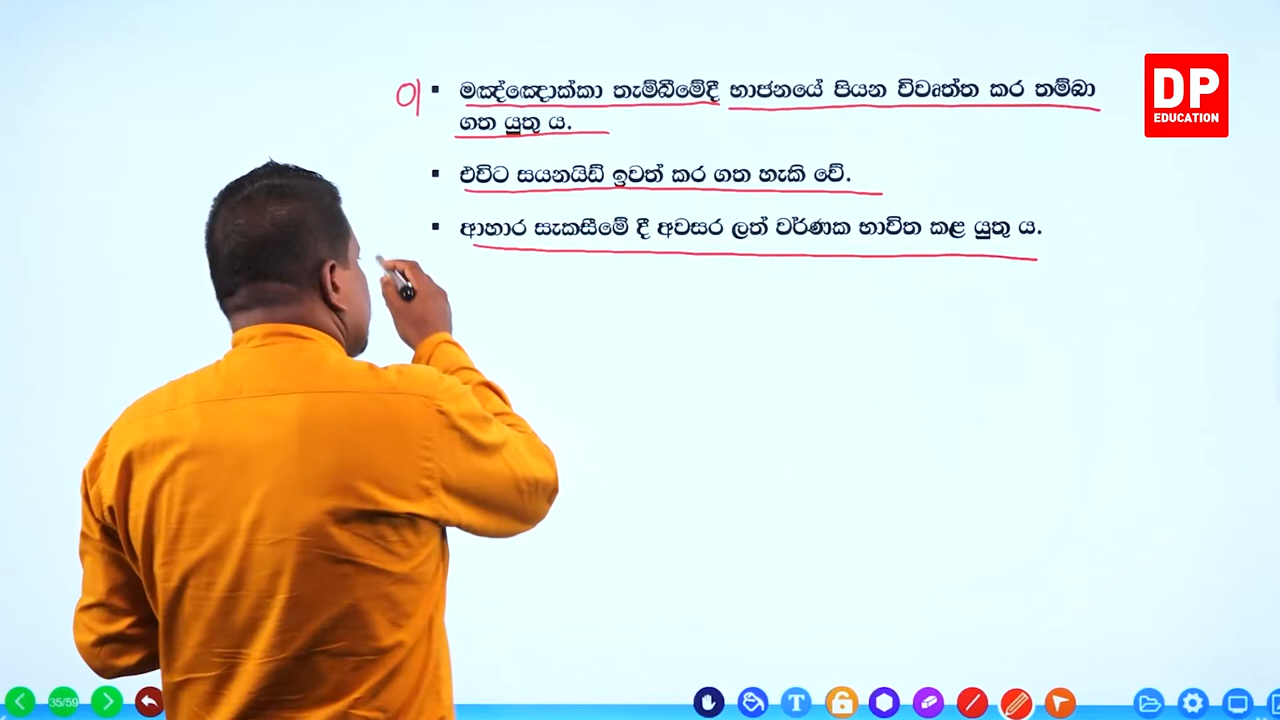 මඤ්ඤොක්කා තැම්බීමේදී භාජනයේ පියන විවෘත්ත කර තම්බා
ගත යුතු ය.
එවිට සයනයිඩ් ඉවත් කර ගත හැකි වේ.
ආහාර සැකසීමේ දී අවසර ලත් වර්ණක භාවිත කළ යුතු ය.
DP
EDUCATION
35/59